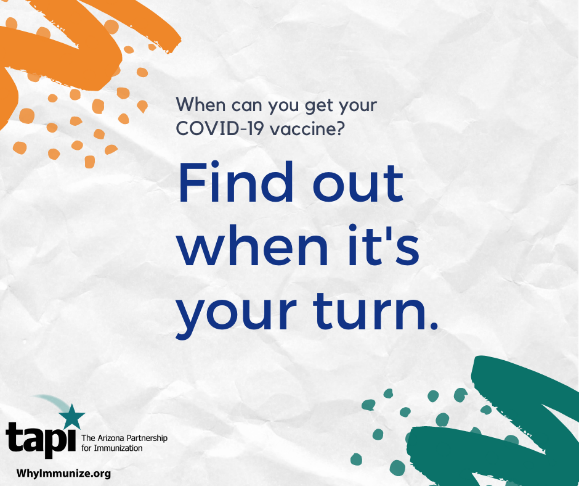 When can you get your
COVID-19 vaccine?
Find out
when it's
your turn.
tapi The Arizona Partnership
for Immunization
WhyImmunize.org